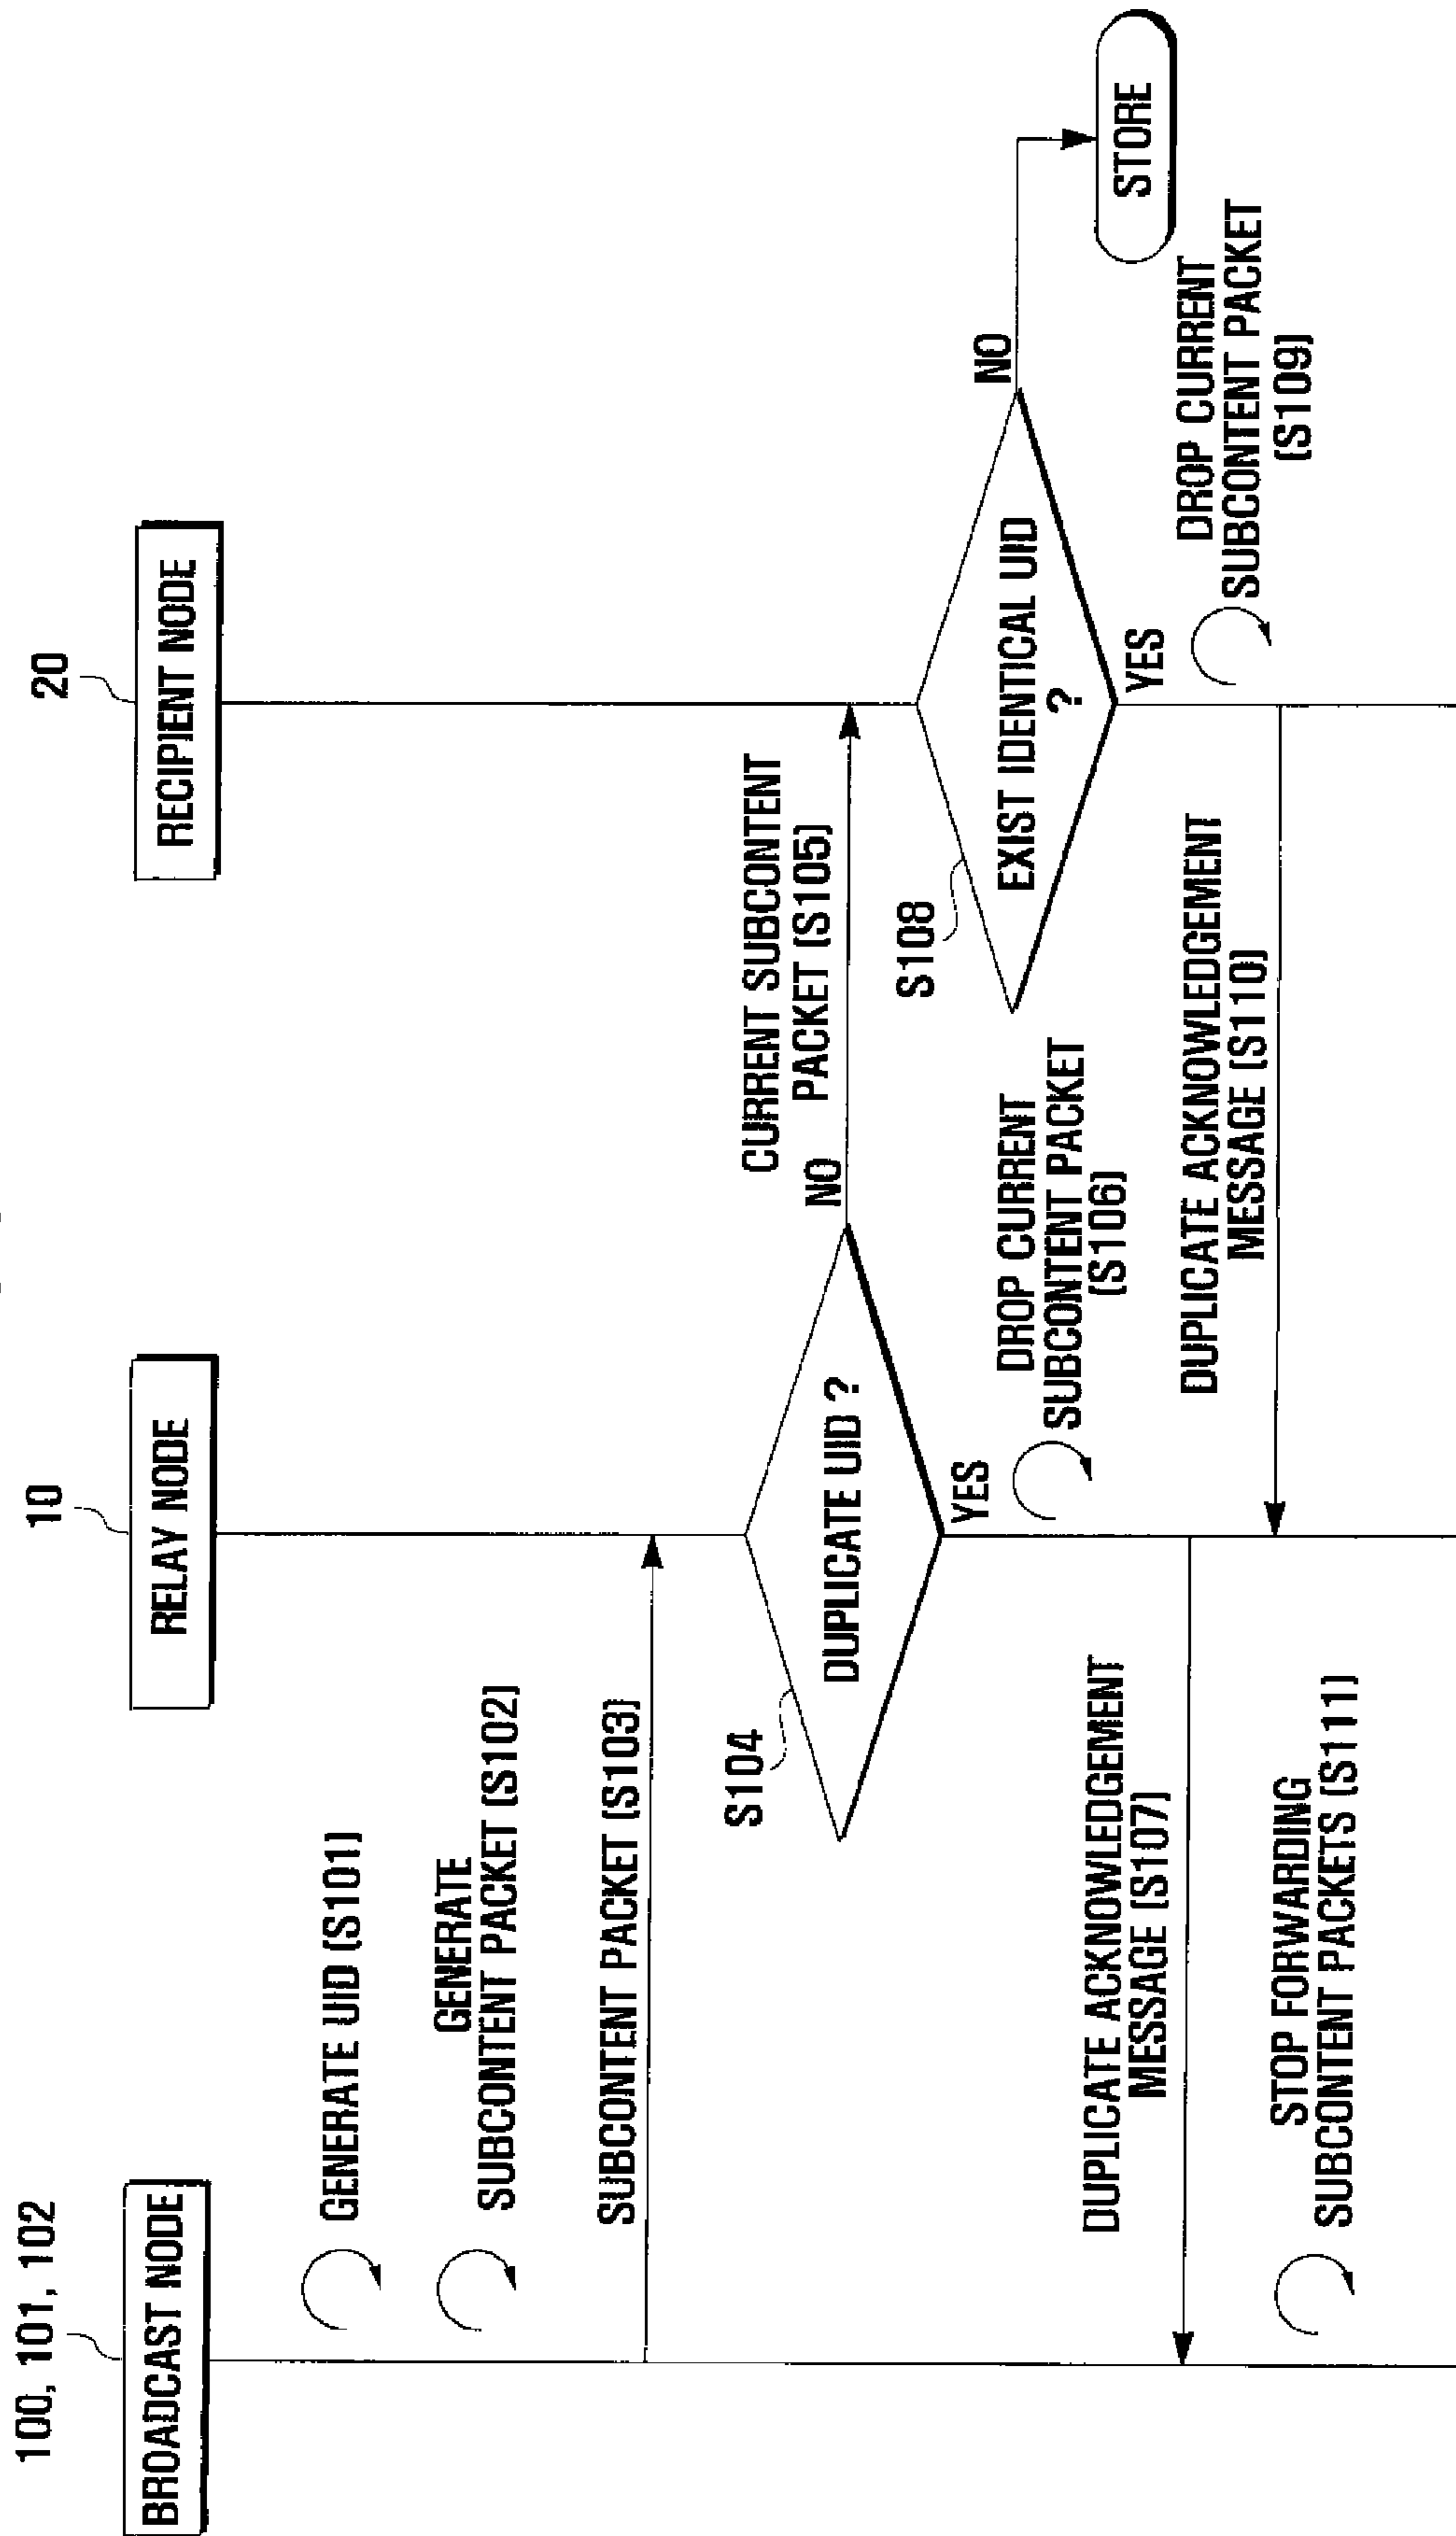 100, 101, 102
10
20
BROADCAST NODE
RELAY NODE
RECIPIENT NODE
GENERATE UID (S101)
GENERATE
SUBCONTENT PACKET (S102)
SUBCONTENT PACKET (S103)
S104
DUPLICATE UID ?
NO
CURRENT SUBCONTENT
PACKET (S105)
S108
EXIST IDENTICAL UID
?
NO
STORE
YES
DROP CURRENT
SUBCONTENT PACKET
(S106)
DUPLICATE ACKNOWLEDGEMENT
MESSAGE (S107)
YES
DROP CURRENT
SUBCONTENT PACKET
(S109)
DUPLICATE ACKNOWLEDGEMENT
MESSAGE (S110)
STOP FORWARDING
SUBCONTENT PACKETS (S111)